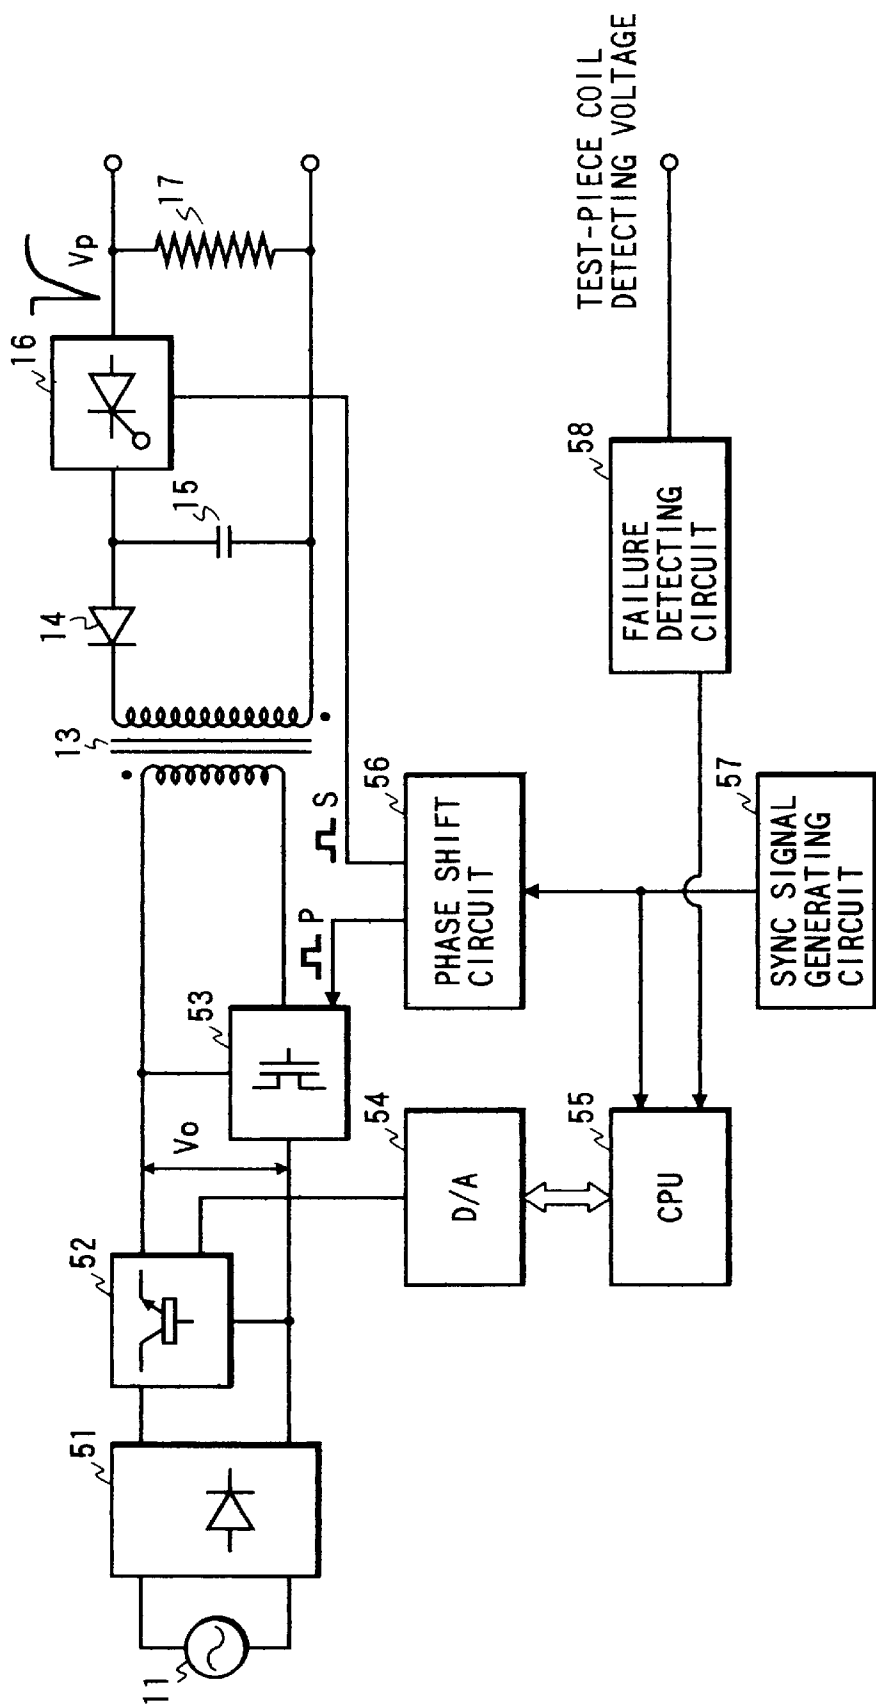 11
51
52
Vo
53
13
14
15
16
Vp
17
P
S
54
D/A
56
PHASE SHIFT
CIRCUIT
55
CPU
58
FAILURE
DETECTING
CIRCUIT
TEST-PIECE COIL
DETECTING VOLTAGE
57
SYNC SIGNAL
GENERATING
CIRCUIT